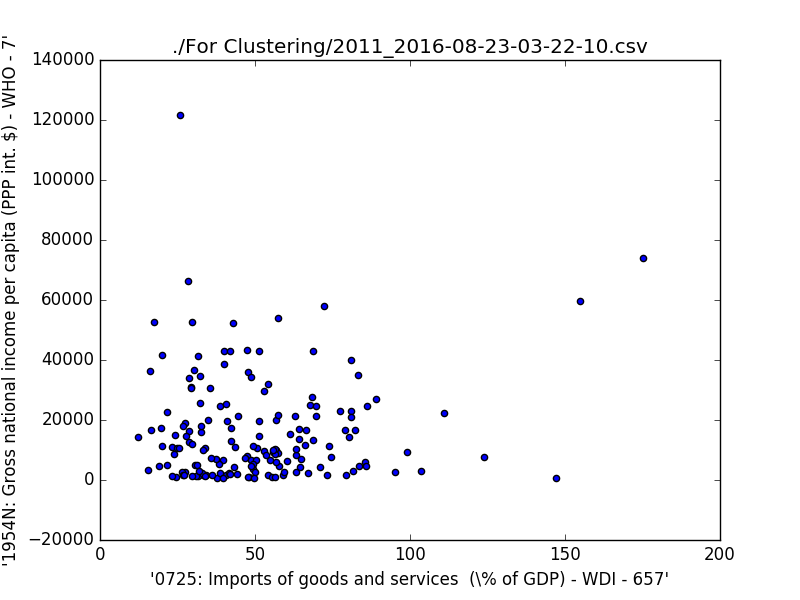 ./For Clustering/2011_2016-08-23-03-22-10.csv
'1954N: Gross national income per capita (PPP int. $) - WHO - 7'
140000
120000
100000
80000
60000
40000
20000
0
−20000
0 50 100 150 200
'0725: Imports of goods and services  (\% of GDP) - WDI - 657'